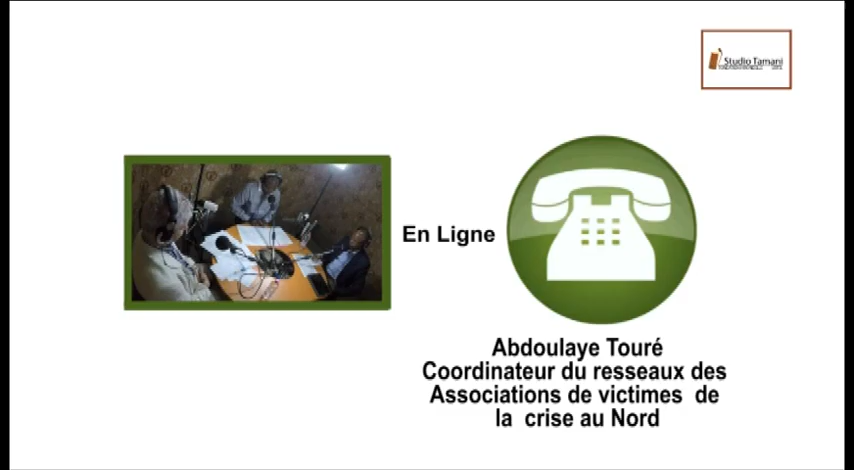 Studio Tamani
En Ligne
Abdoulaye Touré
Coordinateur du resseaux des
Associations de victimes de
la crise au Nord